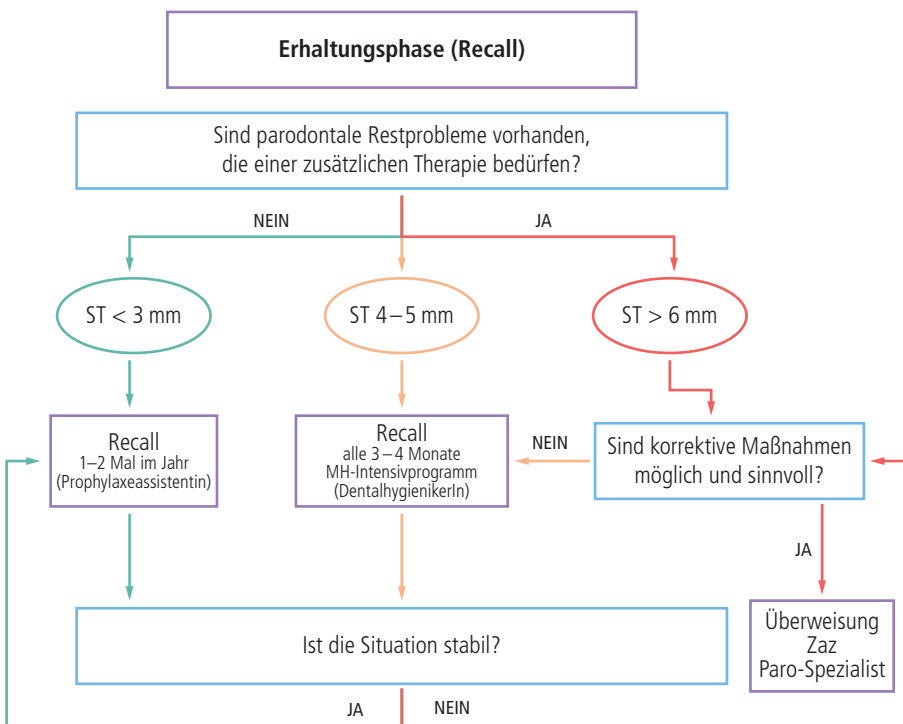 Erhaltungsphase (Recall)
Sind parodontale Restprobleme vorhanden,
die einer zusätzlichen Therapie bedürfen?
NEIN
JA
ST < 3 mm
ST 4–5 mm
ST > 6 mm
Recall
1–2 Mal im Jahr
(Prophylaxeassistentin)
Recall
alle 3–4 Monate
MH-Intensivprogramm
(DentalhygienikerIn)
NEIN
Sind korrektive Maßnahmen
möglich und sinnvoll?
JA
Überweisung
Zaz
Paro-Spezialist
Ist die Situation stabil?
JA
NEIN